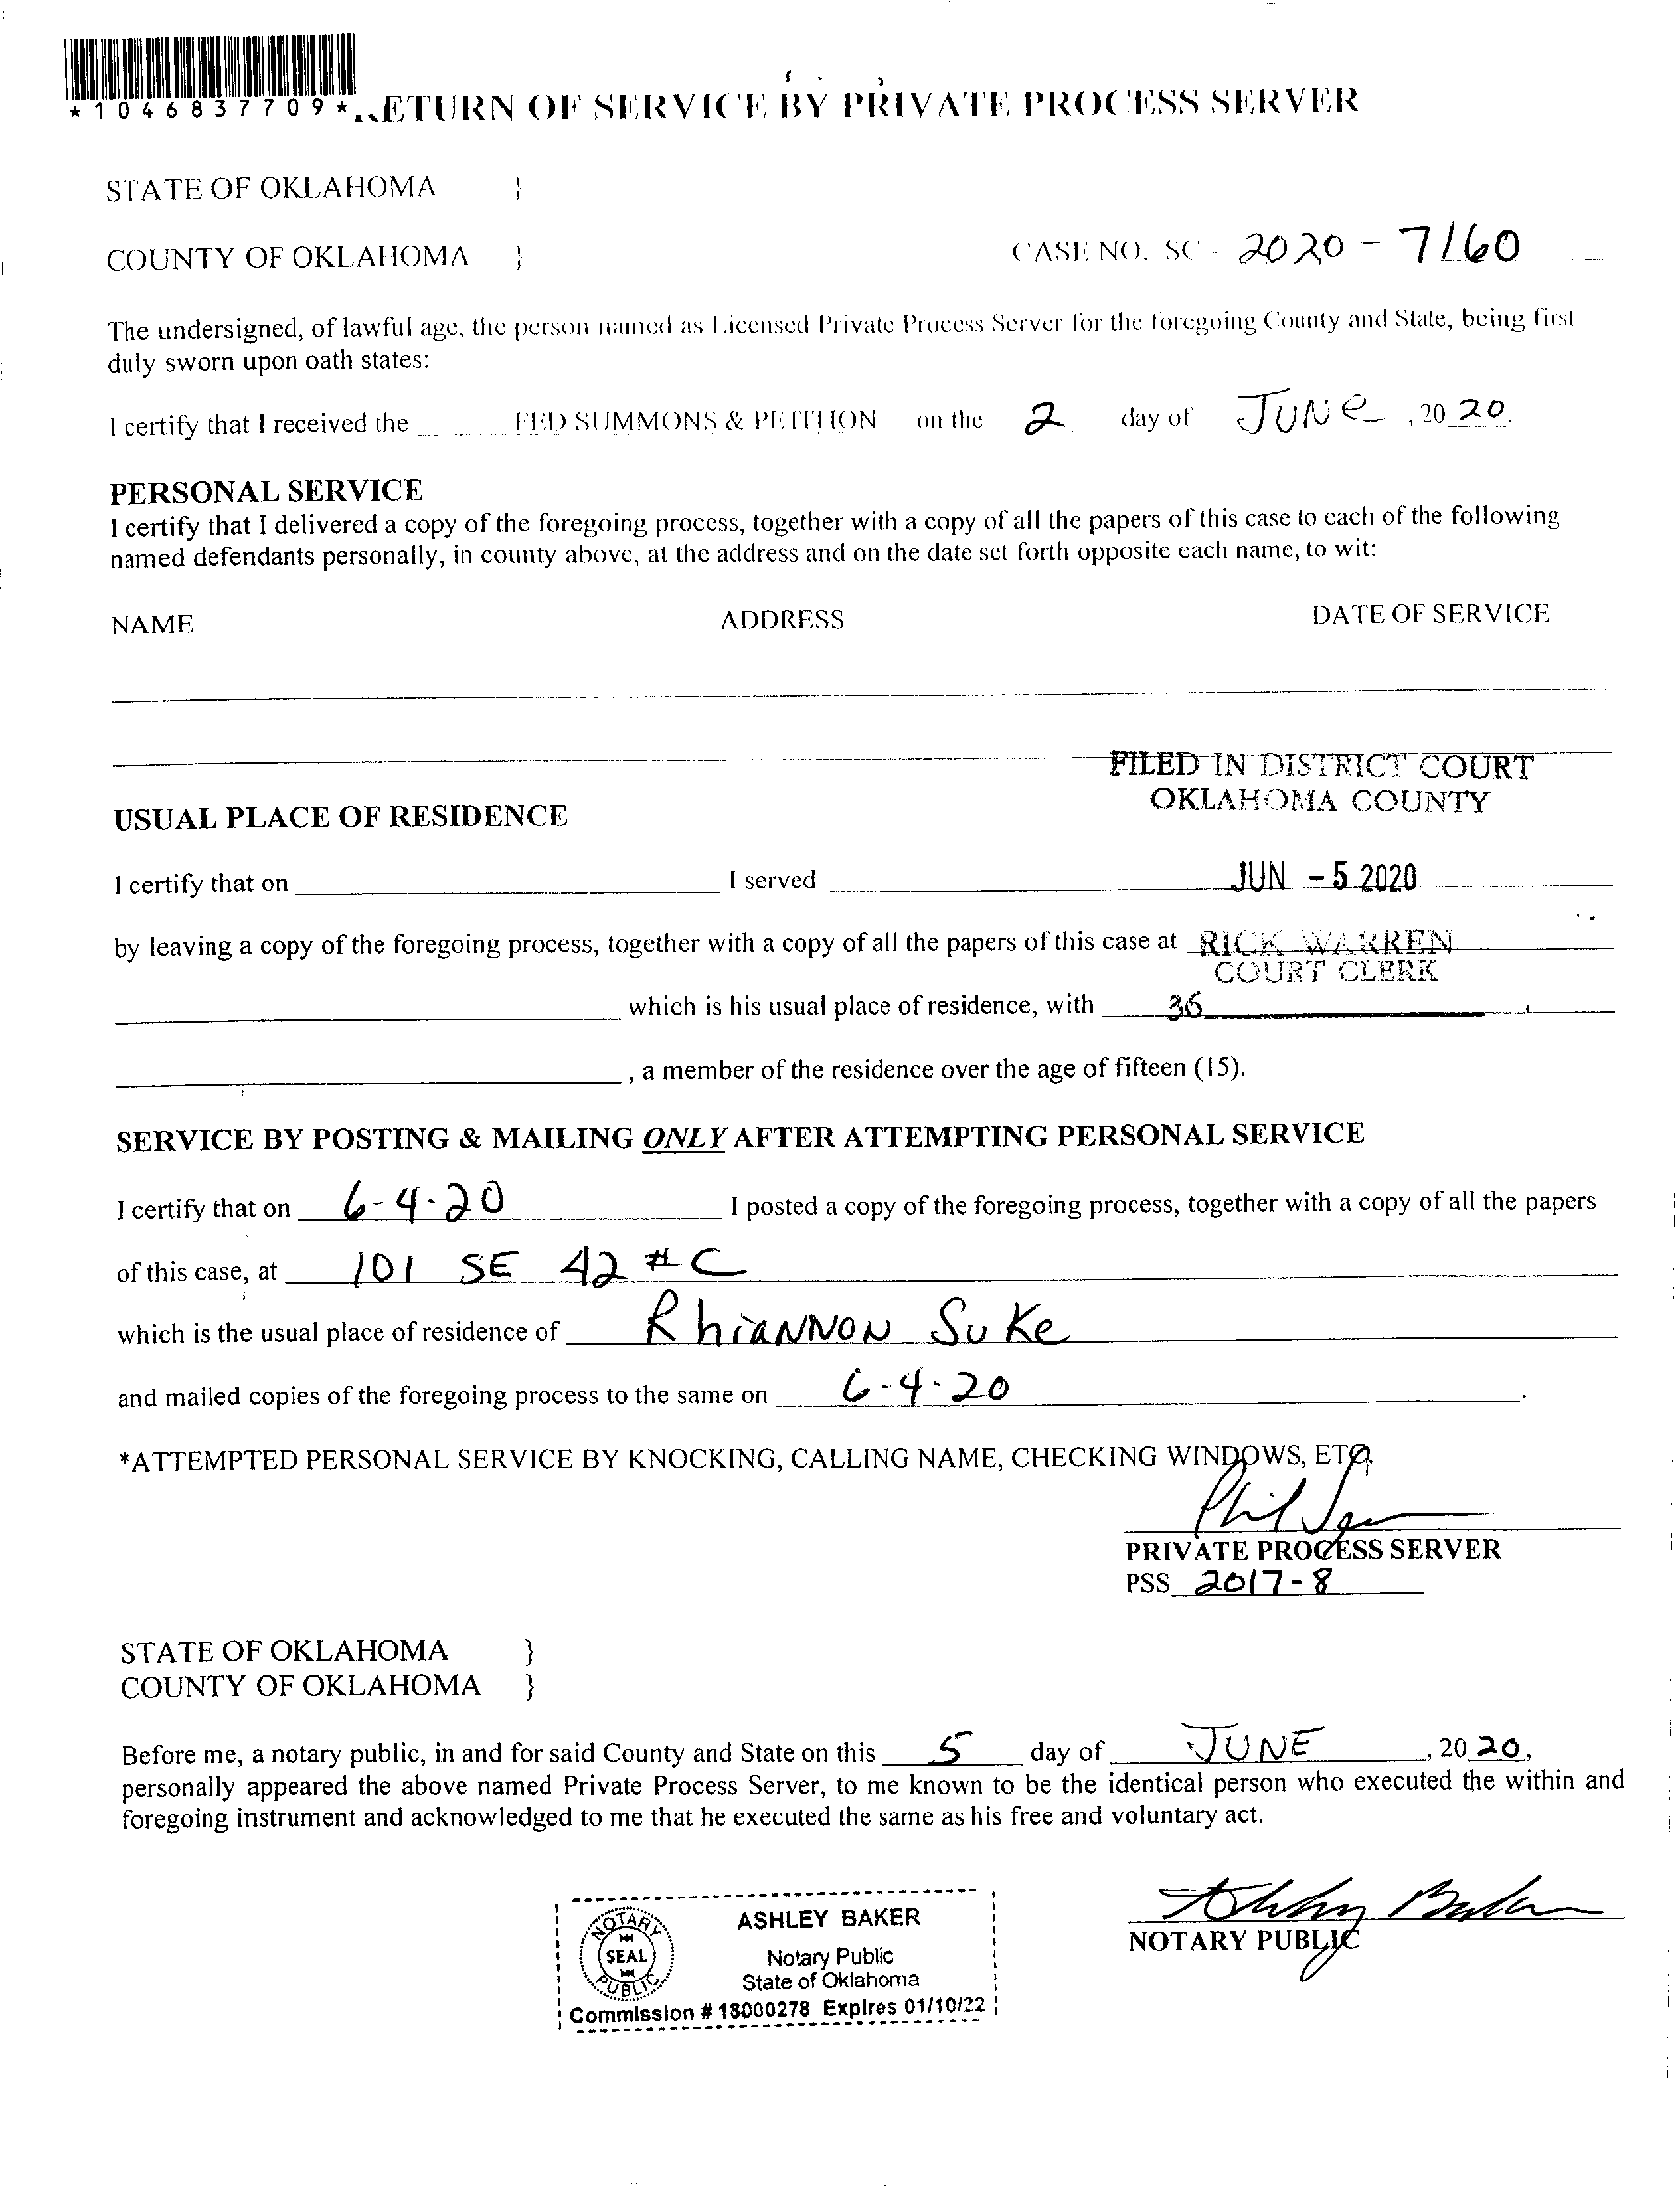 *1046837709* RETURN OF SERVICE BY PRIVATE PROCESS SERVER
STATE OF OKLAHOMA }
COUNTY OF OKLAHOMA } CASE NO. SC - 2020 - 7160
The undersigned, of lawful age, the person named as Licensed Private Process Server for the foregoing County and State, being first
duly sworn upon oath states:
I certify that I received the FED SUMMONS & PETITION on the 2 day of JUNE, 2020.
PERSONAL SERVICE
I certify that I delivered a copy of the foregoing process, together with a copy of all the papers of this case to each of the following
named defendants personally, in county above, at the address and on the date set forth opposite each name, to wit:
NAME ADDRESS DATE OF SERVICE
FILED IN DISTRICT COURT
OKLAHOMA COUNTY
USUAL PLACE OF RESIDENCE
I certify that on I served JUN - 5 2020
by leaving a copy of the foregoing process, together with a copy of all the papers of this case at RICK WARREN
COURT CLERK
which is his usual place of residence, with 36
, a member of the residence over the age of fifteen (15).
SERVICE BY POSTING & MAILING ONLY AFTER ATTEMPTING PERSONAL SERVICE
I certify that on 6-4-20 I posted a copy of the foregoing process, together with a copy of all the papers
of this case, at 101 SE 42 # C
which is the usual place of residence of RhiANNON SuKe
and mailed copies of the foregoing process to the same on 6-4-20.
*ATTEMPTED PERSONAL SERVICE BY KNOCKING, CALLING NAME, CHECKING WINDOWS, ETC.
Phil
PRIVATE PROCESS SERVER
PSS 2017-8
STATE OF OKLAHOMA }
COUNTY OF OKLAHOMA }
Before me, a notary public, in and for said County and State on this 5 day of JUNE, 2020,
personally appeared the above named Private Process Server, to me known to be the identical person who executed the within and
foregoing instrument and acknowledged to me that he executed the same as his free and voluntary act.
Ashley Baker
NOTARY PUBLIC
NOTARY
SEAL
PUBLIC
ASHLEY BAKER
Notary Public
State of Oklahoma
Commission # 18000278 Expires 01/10/22